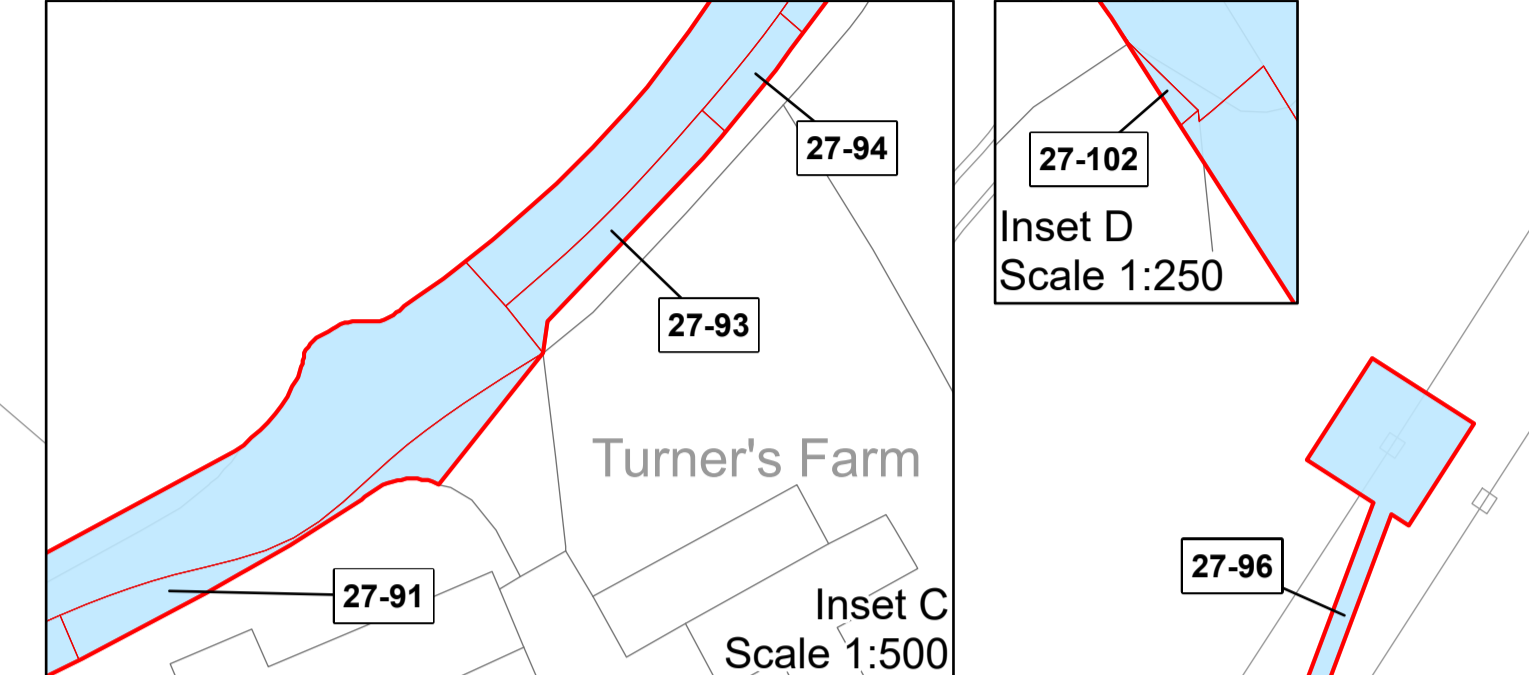 27-94
27-93
Turner's Farm
27-91
Inset C
Scale 1:500
27-102
Inset D
Scale 1:250
27-96